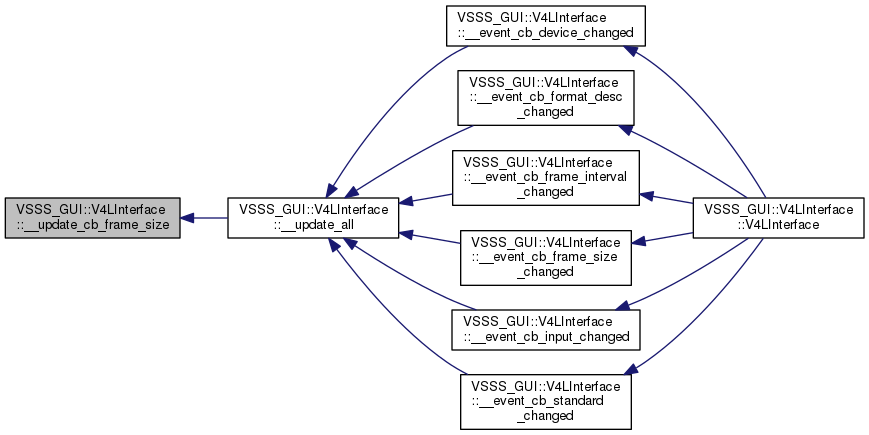 VSSS_GUI::V4LInterface
::__event_cb_device_changed
VSSS_GUI::V4LInterface
::__event_cb_format_desc
_changed
VSSS_GUI::V4LInterface
::__event_cb_frame_interval
_changed
VSSS_GUI::V4LInterface
::__update_cb_frame_size
VSSS_GUI::V4LInterface
::__update_all
VSSS_GUI::V4LInterface
::V4LInterface
VSSS_GUI::V4LInterface
::__event_cb_frame_size
_changed
VSSS_GUI::V4LInterface
::__event_cb_input_changed
VSSS_GUI::V4LInterface
::__event_cb_standard
_changed